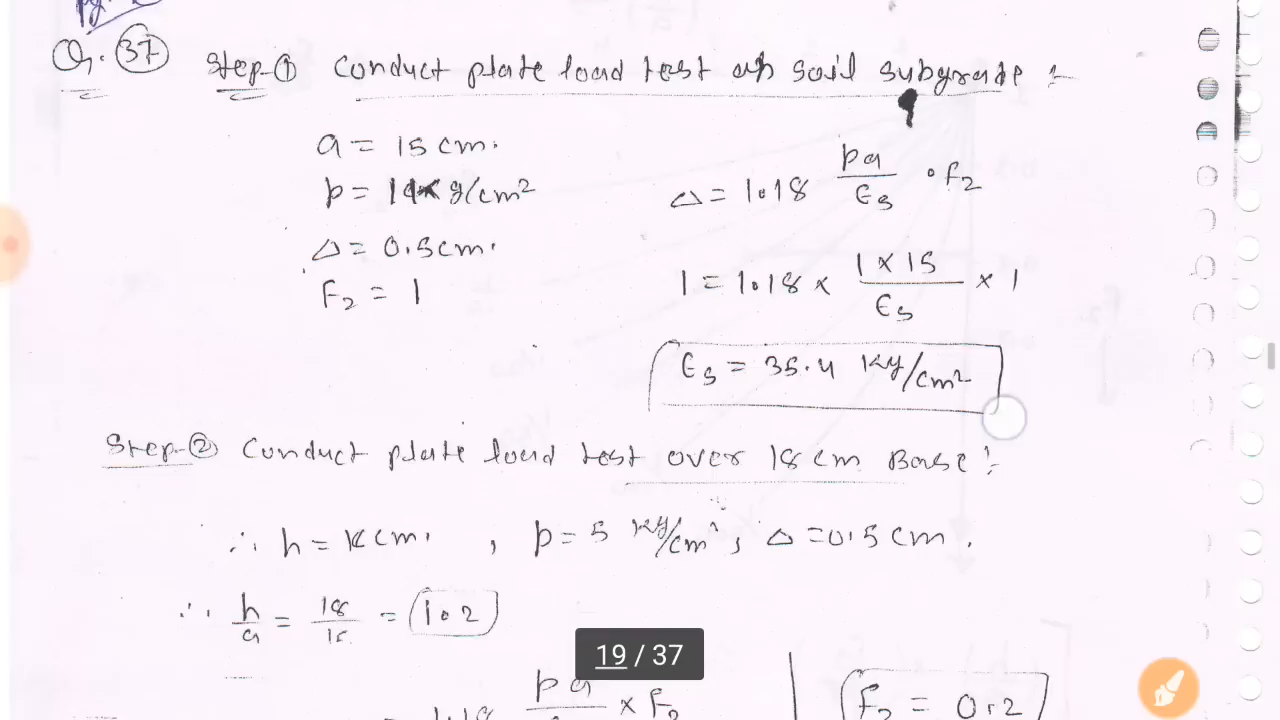 Q. 37 Step-① Conduct plate load test on soil subgrade :-
a = 15 cm.
p = 1 kg/cm²
Δ = 1.18 pa/Es · F2
Δ = 0.5 cm.
F2 = 1
1 = 1.18 × 1 × 15/Es × 1
Es = 35.4 kg/cm²
Step-② Conduct plate load test over 18 cm Base :-
∴ h = 18 cm. , p = 5 kg/cm², Δ = 0.5 cm.
∴ h/a = 18/15 = 1.2
19 / 37
= 1.18 pa × F2
F2 = 0.2